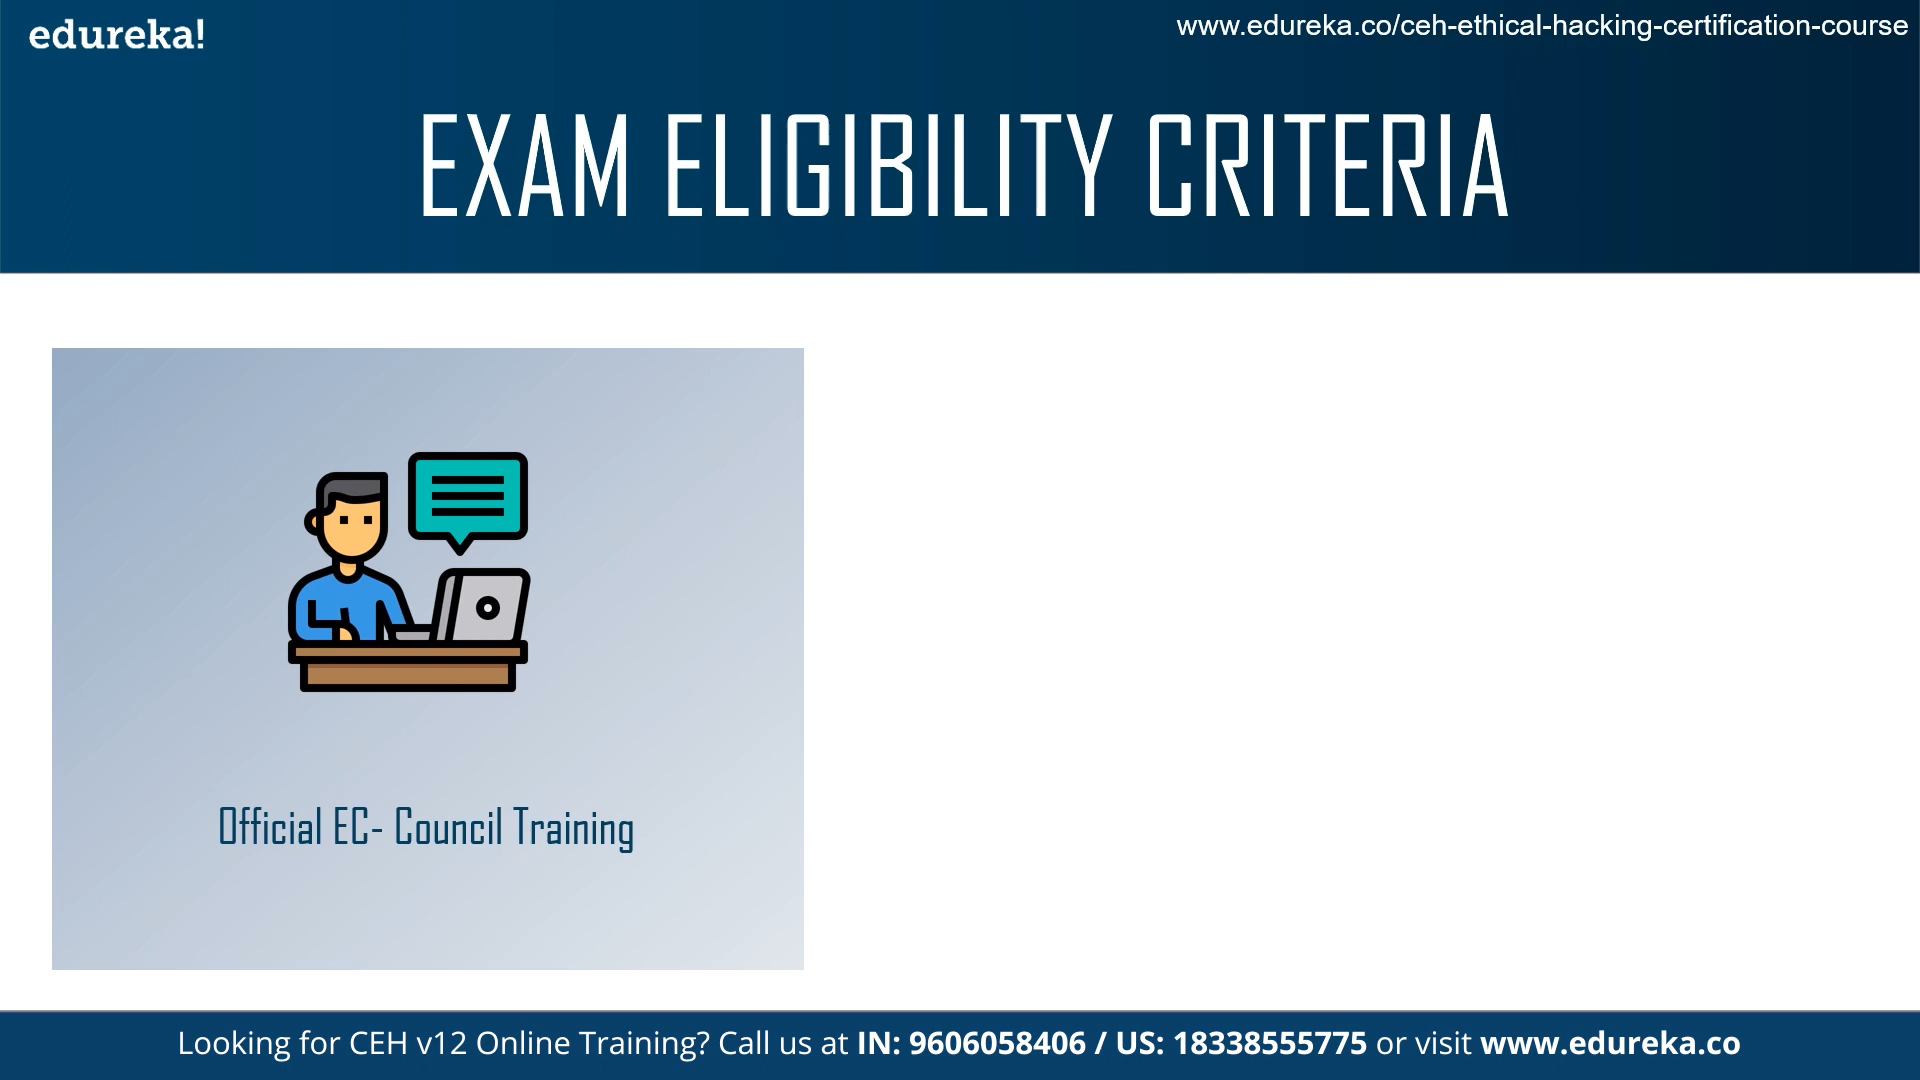 edureka!
www.edureka.co/ceh-ethical-hacking-certification-course
EXAM ELIGIBILITY CRITERIA
Official EC- Council Training
Looking for CEH v12 Online Training? Call us at IN: 9606058406 / US: 18338555775 or visit www.edureka.co